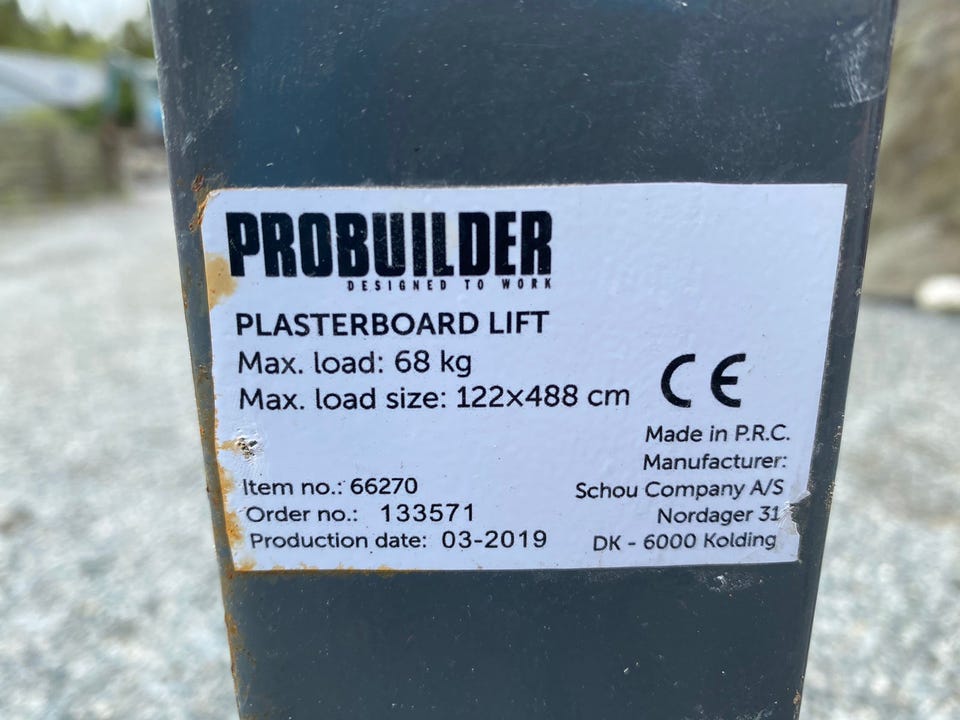 PROBUILDER
DESIGNED TO WORK
PLASTERBOARD LIFT
Max. load: 68 kg
Max. load size: 122x488 cm
CE
Made in P.R.C.
Manufacturer:
Schou Company A/S
Nordager 31
DK - 6000 Kolding
Item no.: 66270
Order no.: 133571
Production date: 03-2019